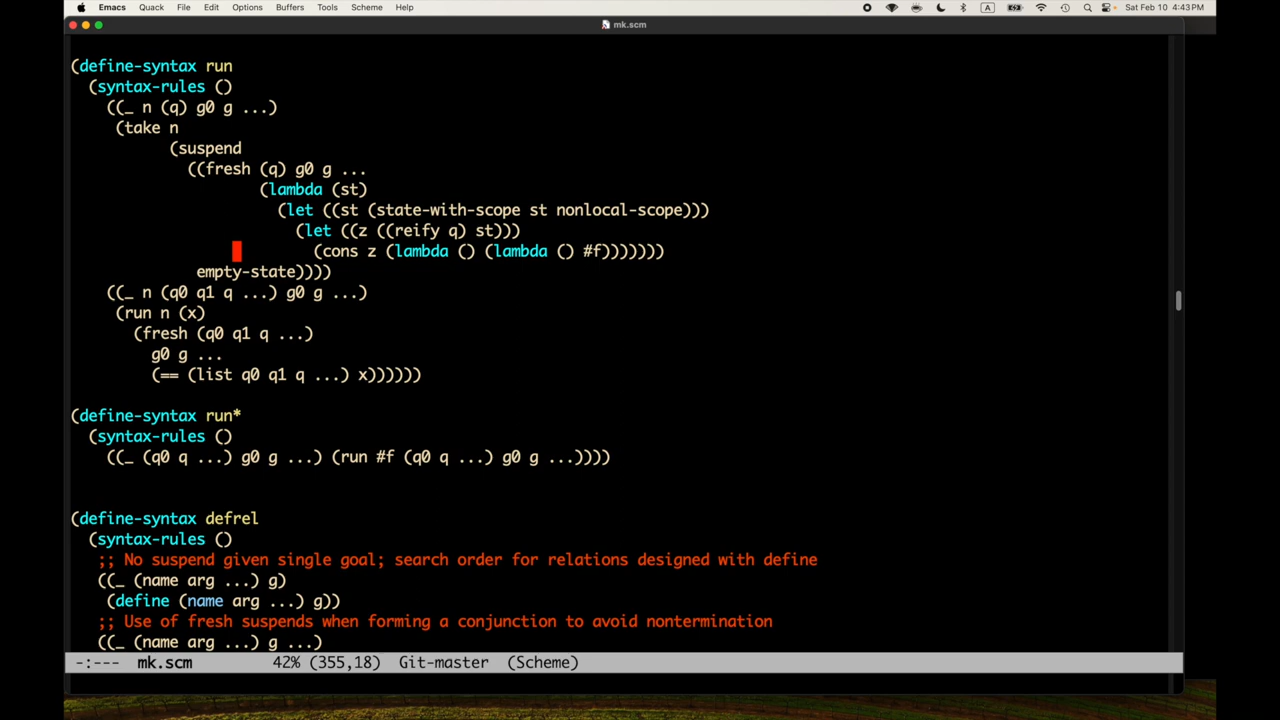 Emacs Quack File Edit Options Buffers Tools Scheme Help A Sat Feb 10 4:43 PM
mk.scm
(define-syntax run
  (syntax-rules ()
    ((_ n (q) g0 g ...)
     (take n
           (suspend
             ((fresh (q) g0 g ...
                     (lambda (st)
                       (let ((st (state-with-scope st nonlocal-scope)))
                         (let ((z ((reify q) st)))
                           (cons z (lambda () (lambda () #f)))))))
              empty-state))))
    ((_ n (q0 q1 q ...) g0 g ...)
     (run n (x)
       (fresh (q0 q1 q ...)
         g0 g ...
         (== (list q0 q1 q ...) x))))))
(define-syntax run*
  (syntax-rules ()
    ((_ (q0 q ...) g0 g ...) (run #f (q0 q ...) g0 g ...))))
(define-syntax defrel
  (syntax-rules ()
   ;; No suspend given single goal; search order for relations designed with define
   ((_ (name arg ...) g)
    (define (name arg ...) g))
   ;; Use of fresh suspends when forming a conjunction to avoid nontermination
   ((_ (name arg ...) g ...)
-:--- mk.scm 42% (355,18) Git-master (Scheme)